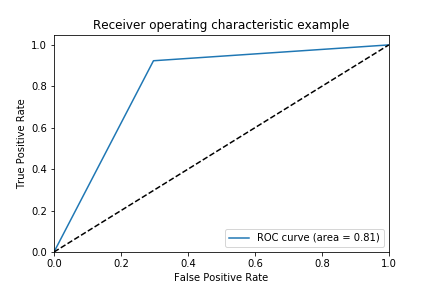 Receiver operating characteristic example
True Positive Rate
1.0
0.8
0.6
0.4
0.2
0.0
ROC curve (area = 0.81)
0.0 0.2 0.4 0.6 0.8 1.0
False Positive Rate